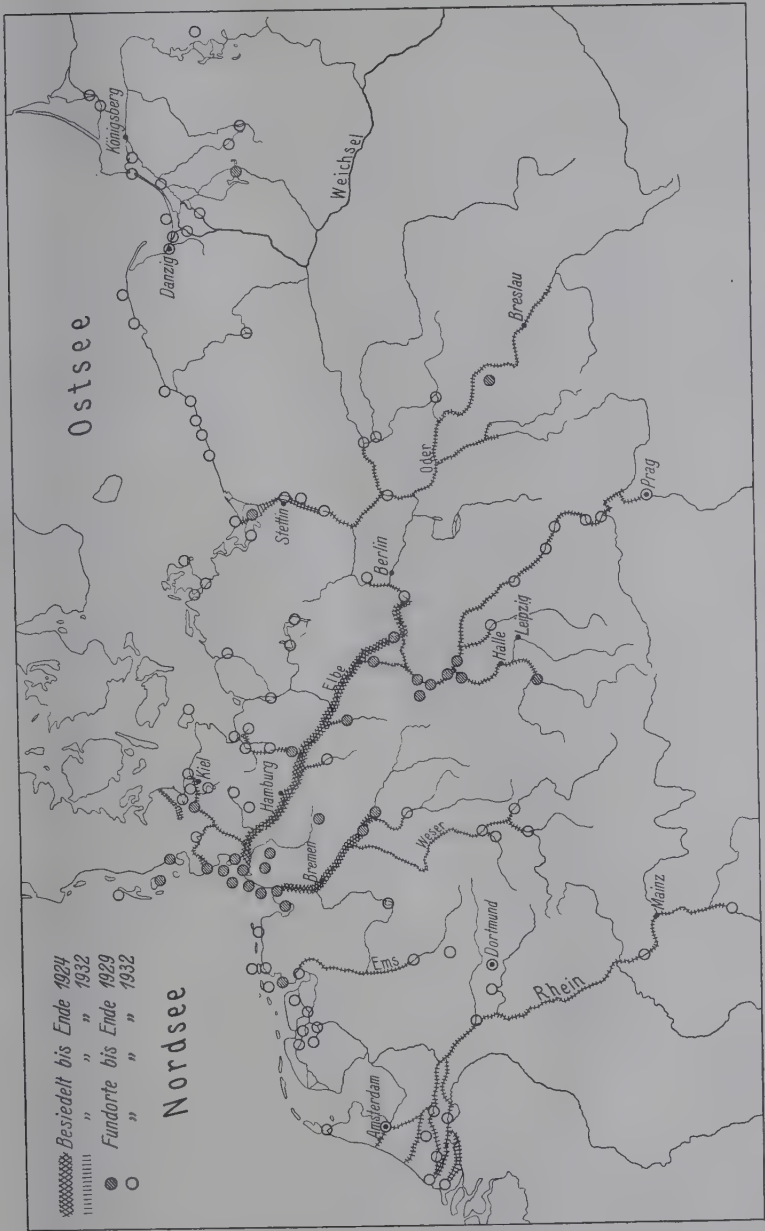 Besiedelt bis Ende 1924
" " " 1932
Fundorte bis Ende 1929
" " " 1932
Nordsee
Ostsee
Königsberg
Danzig
Weichsel
Stettin
Oder
Breslau
Berlin
Prag
Kiel
Hamburg
Elbe
Halle
Leipzig
Bremen
Weser
Ems
Dortmund
Rhein
Mainz
Amsterdam